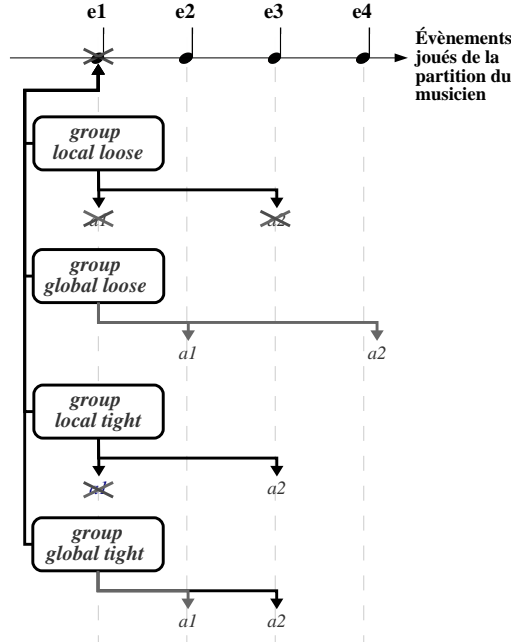 e1 e2 e3 e4
Évènements
joués de la
partition du
musicien
group
local loose
a1 a2
group
global loose
a1 a2
group
local tight
a1 a2
group
global tight
a1 a2